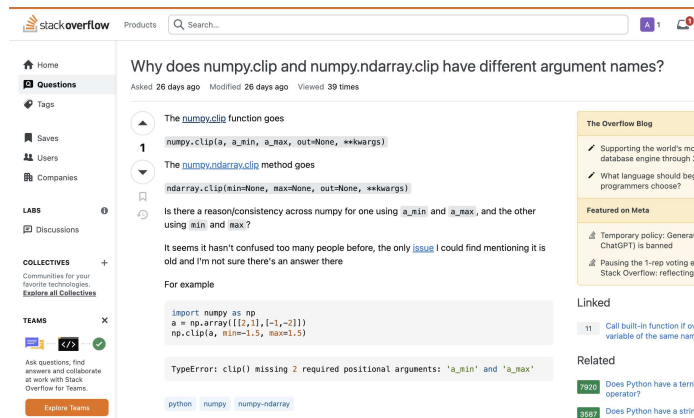 stackoverflow
Products
Search...
A 1
1
Home
Questions
Tags
Saves
Users
Companies
LABS
Discussions
COLLECTIVES
+
Communities for your
favorite technologies.
Explore all Collectives
TEAMS
Ask questions, find
answers and collaborate
at work with Stack
Overflow for Teams.
Explore Teams
Why does numpy.clip and numpy.ndarray.clip have different argument names?
Asked 26 days ago Modified 26 days ago Viewed 39 times
1
The numpy.clip function goes
numpy.clip(a, a_min, a_max, out=None, **kwargs)
The numpy.ndarray.clip method goes
ndarray.clip(min=None, max=None, out=None, **kwargs)
Is there a reason/consistency across numpy for one using a_min and a_max, and the other
using min and max?
It seems it hasn't confused too many people before, the only issue I could find mentioning it is
old and I'm not sure there's an answer there
For example
import numpy as np
a = np.array([[2,1],[-1,-2]])
np.clip(a, min=-1.5, max=1.5)
TypeError: clip() missing 2 required positional arguments: 'a_min' and 'a_max'
python numpy numpy-ndarray
The Overflow Blog
Supporting the world's mo
database engine through
What language should beg
programmers choose?
Featured on Meta
Temporary policy: Generat
ChatGPT) is banned
Pausing the 1-rep voting e
Stack Overflow: reflecting
Linked
11 Call built-in function if ov
variable of the same nam
Related
7920 Does Python have a tern
operator?
3587 Does Python have a strin